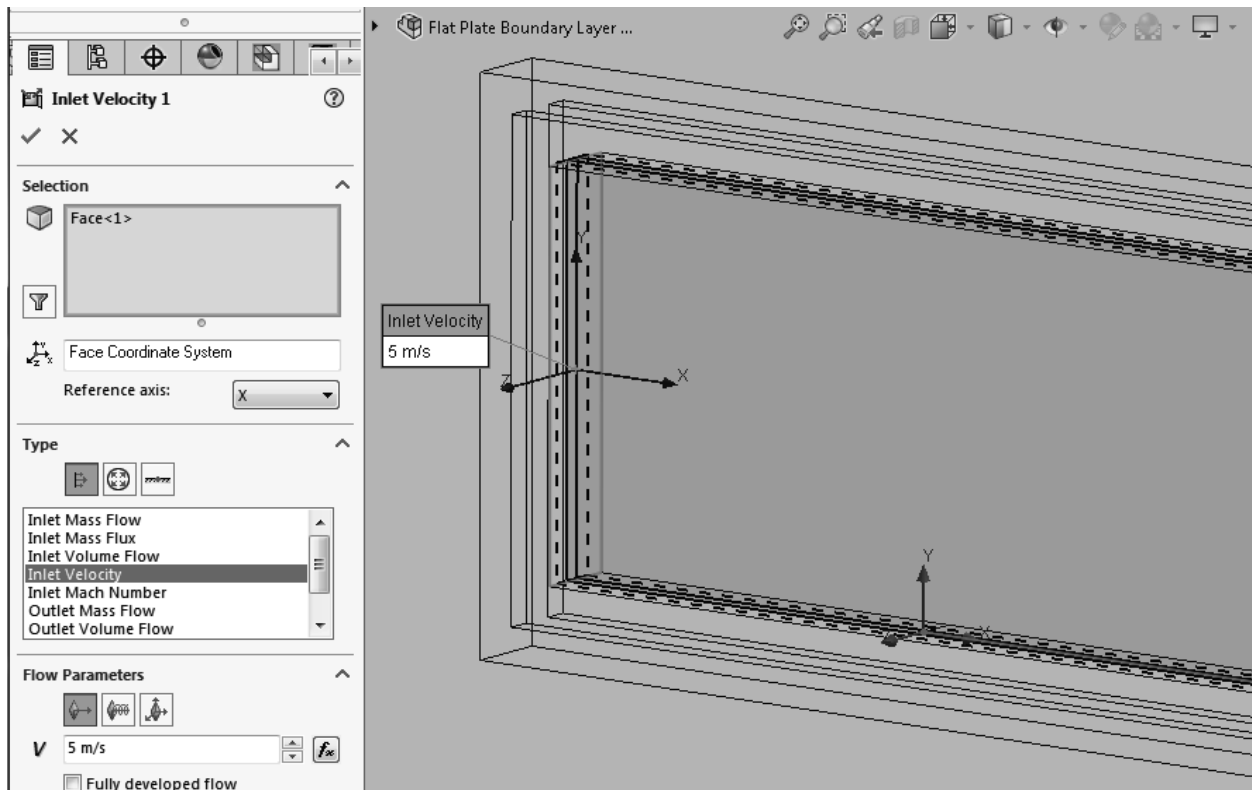 Flat Plate Boundary Layer ...
Inlet Velocity 1
Selection
Face<1>
Face Coordinate System
Reference axis:
X
Type
Inlet Mass Flow
Inlet Mass Flux
Inlet Volume Flow
Inlet Velocity
Inlet Mach Number
Outlet Mass Flow
Outlet Volume Flow
Flow Parameters
V
5 m/s
fx
Fully developed flow
Inlet Velocity
5 m/s
Y
X
Z
Y
X